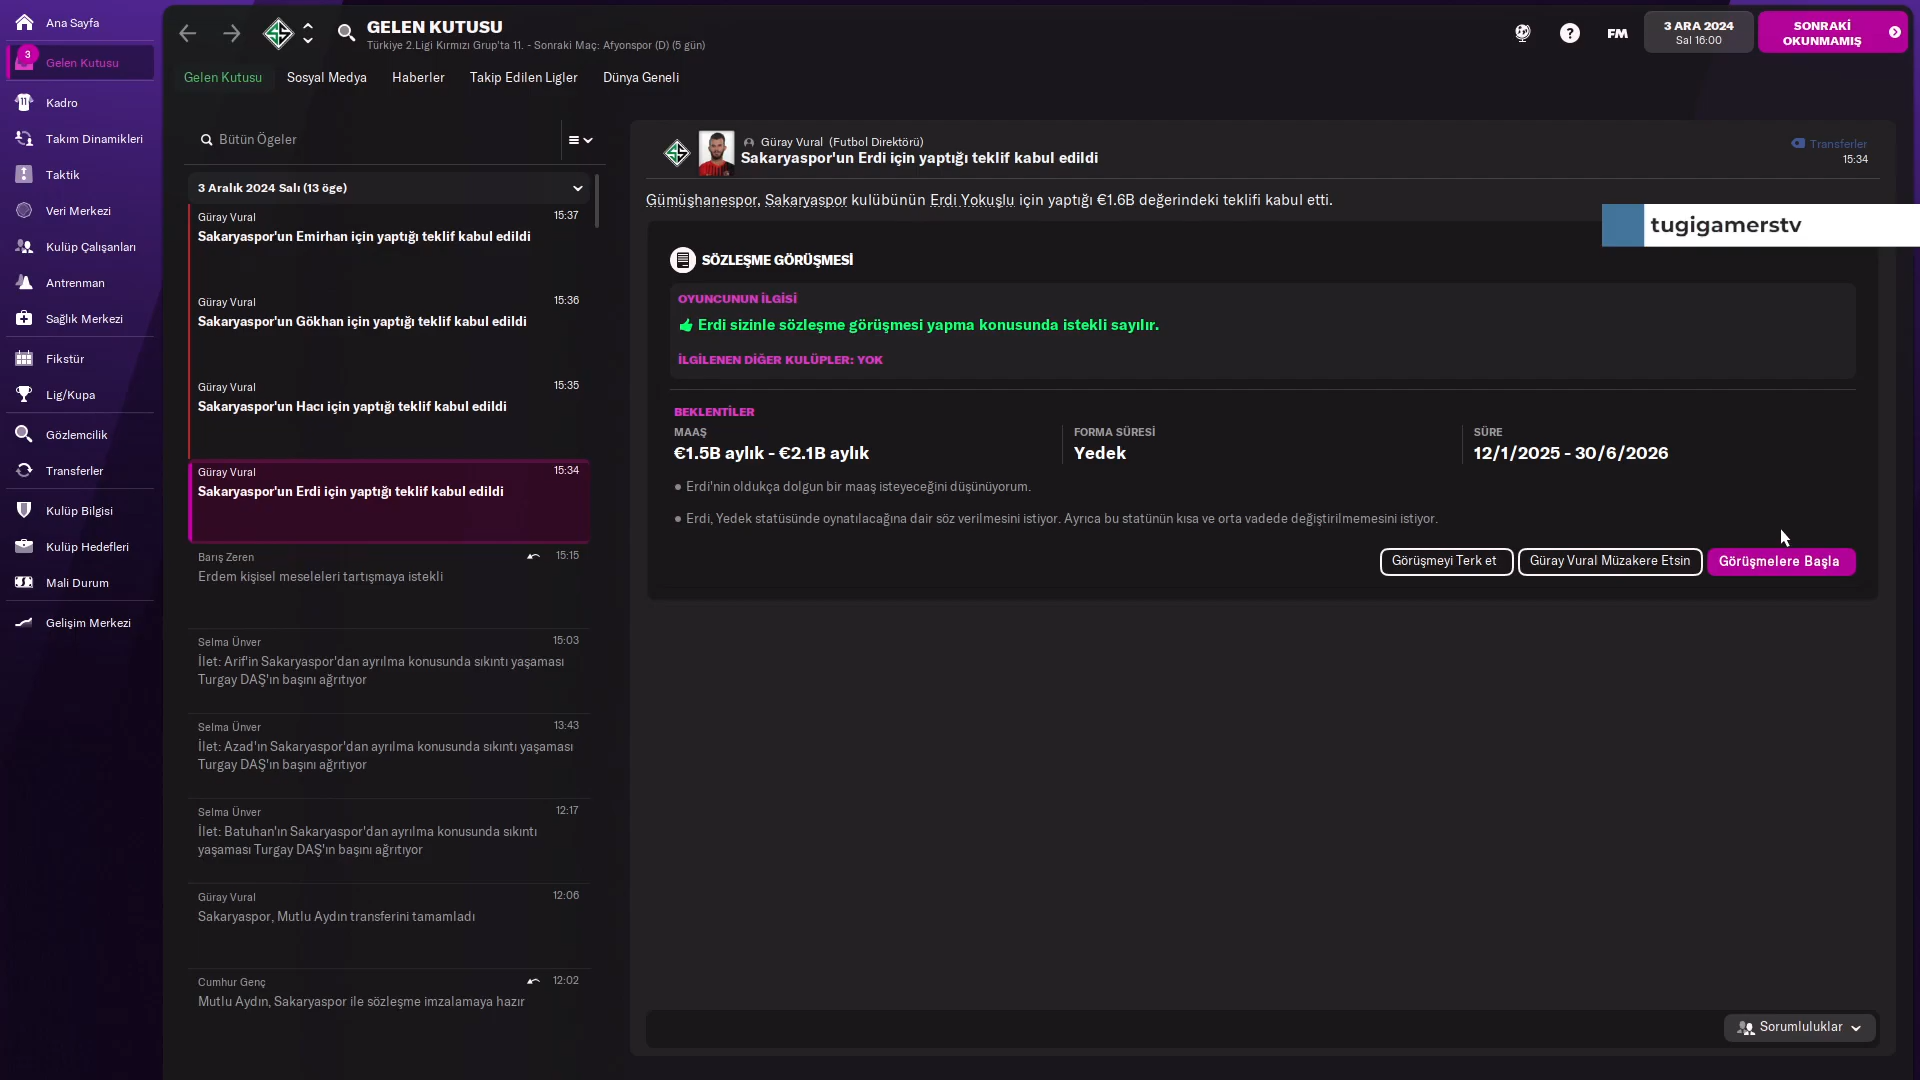 Ana Sayfa
3
Gelen Kutusu
Kadro
Takım Dinamikleri
Taktik
Veri Merkezi
Kulüp Çalışanları
Antrenman
Sağlık Merkezi
Fikstür
Lig/Kupa
Gözlemcilik
Transferler
Kulüp Bilgisi
Kulüp Hedefleri
Mali Durum
Gelişim Merkezi
GELEN KUTUSU
Türkiye 2.Ligi Kırmızı Grup'ta 11. - Sonraki Maç: Afyonspor (D) (5 gün)
FM
3 ARA 2024
Sal 16:00
SONRAKİ
OKUNMAMIŞ
Gelen Kutusu
Sosyal Medya
Haberler
Takip Edilen Ligler
Dünya Geneli
Bütün Ögeler
3 Aralık 2024 Salı (13 öge)
Güray Vural 15:37
Sakaryaspor'un Emirhan için yaptığı teklif kabul edildi
Güray Vural 15:36
Sakaryaspor'un Gökhan için yaptığı teklif kabul edildi
Güray Vural 15:35
Sakaryaspor'un Hacı için yaptığı teklif kabul edildi
Güray Vural 15:34
Sakaryaspor'un Erdi için yaptığı teklif kabul edildi
Barış Zeren 15:15
Erdem kişisel meseleleri tartışmaya istekli
Selma Ünver 15:03
İlet: Arif'in Sakaryaspor'dan ayrılma konusunda sıkıntı yaşaması
Turgay DAŞ'ın başını ağrıtıyor
Selma Ünver 13:43
İlet: Azad'ın Sakaryaspor'dan ayrılma konusunda sıkıntı yaşaması
Turgay DAŞ'ın başını ağrıtıyor
Selma Ünver 12:17
İlet: Batuhan'ın Sakaryaspor'dan ayrılma konusunda sıkıntı
yaşaması Turgay DAŞ'ın başını ağrıtıyor
Güray Vural 12:06
Sakaryaspor, Mutlu Aydın transferini tamamladı
Cumhur Genç 12:02
Mutlu Aydın, Sakaryaspor ile sözleşme imzalamaya hazır
Güray Vural (Futbol Direktörü)
Sakaryaspor'un Erdi için yaptığı teklif kabul edildi
Transferler
15:34
Gümüşhanespor, Sakaryaspor kulübünün Erdi Yokuşlu için yaptığı €1.6B değerindeki teklifi kabul etti.
tugigamerstv
SÖZLEŞME GÖRÜŞMESİ
OYUNCUNUN İLGİSİ
Erdi sizinle sözleşme görüşmesi yapma konusunda istekli sayılır.
İLGİLENEN DİĞER KULÜPLER: YOK
BEKLENTİLER
MAAŞ
€1.5B aylık - €2.1B aylık
FORMA SÜRESİ
Yedek
SÜRE
12/1/2025 - 30/6/2026
Erdi'nin oldukça dolgun bir maaş isteyeceğini düşünüyorum.
Erdi, Yedek statüsünde oynatılacağına dair söz verilmesini istiyor. Ayrıca bu statünün kısa ve orta vadede değiştirilmemesini istiyor.
Görüşmeyi Terk et
Güray Vural Müzakere Etsin
Görüşmelere Başla
Sorumluluklar